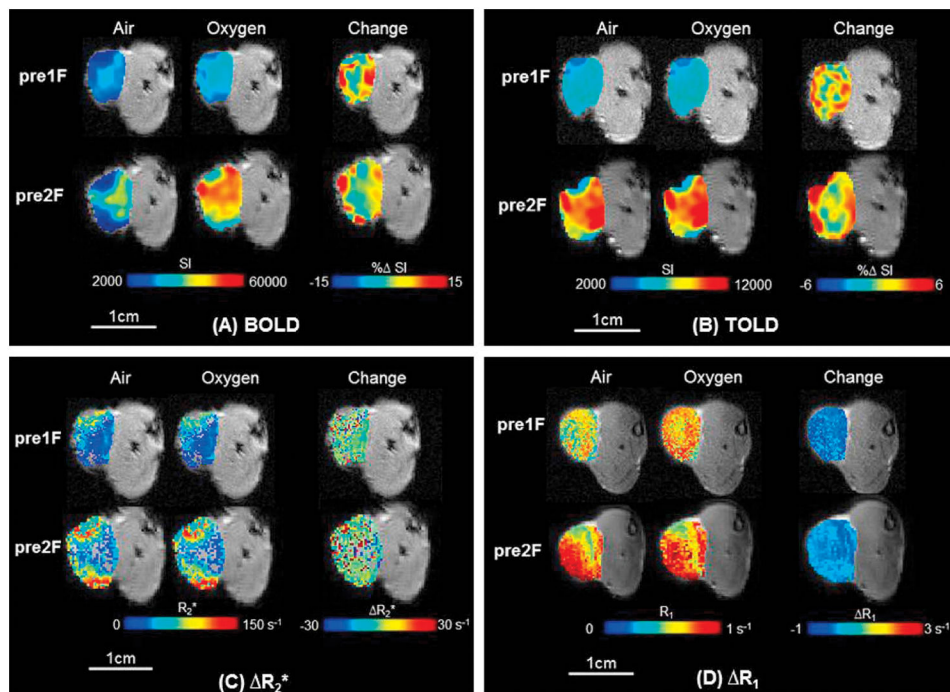 Air Oxygen Change
pre1F
pre2F
SI %Δ SI
2000 60000 -15 15
1cm
(A) BOLD
Air Oxygen Change
pre1F
pre2F
SI %Δ SI
2000 12000 -6 6
1cm
(B) TOLD
Air Oxygen Change
pre1F
pre2F
R₂* ΔR₂*
0 150 s⁻¹ -30 30 s⁻¹
1cm
(C) ΔR₂*
Air Oxygen Change
pre1F
pre2F
R₁ ΔR₁
0 1 s⁻¹ -1 3 s⁻¹
1cm
(D) ΔR₁